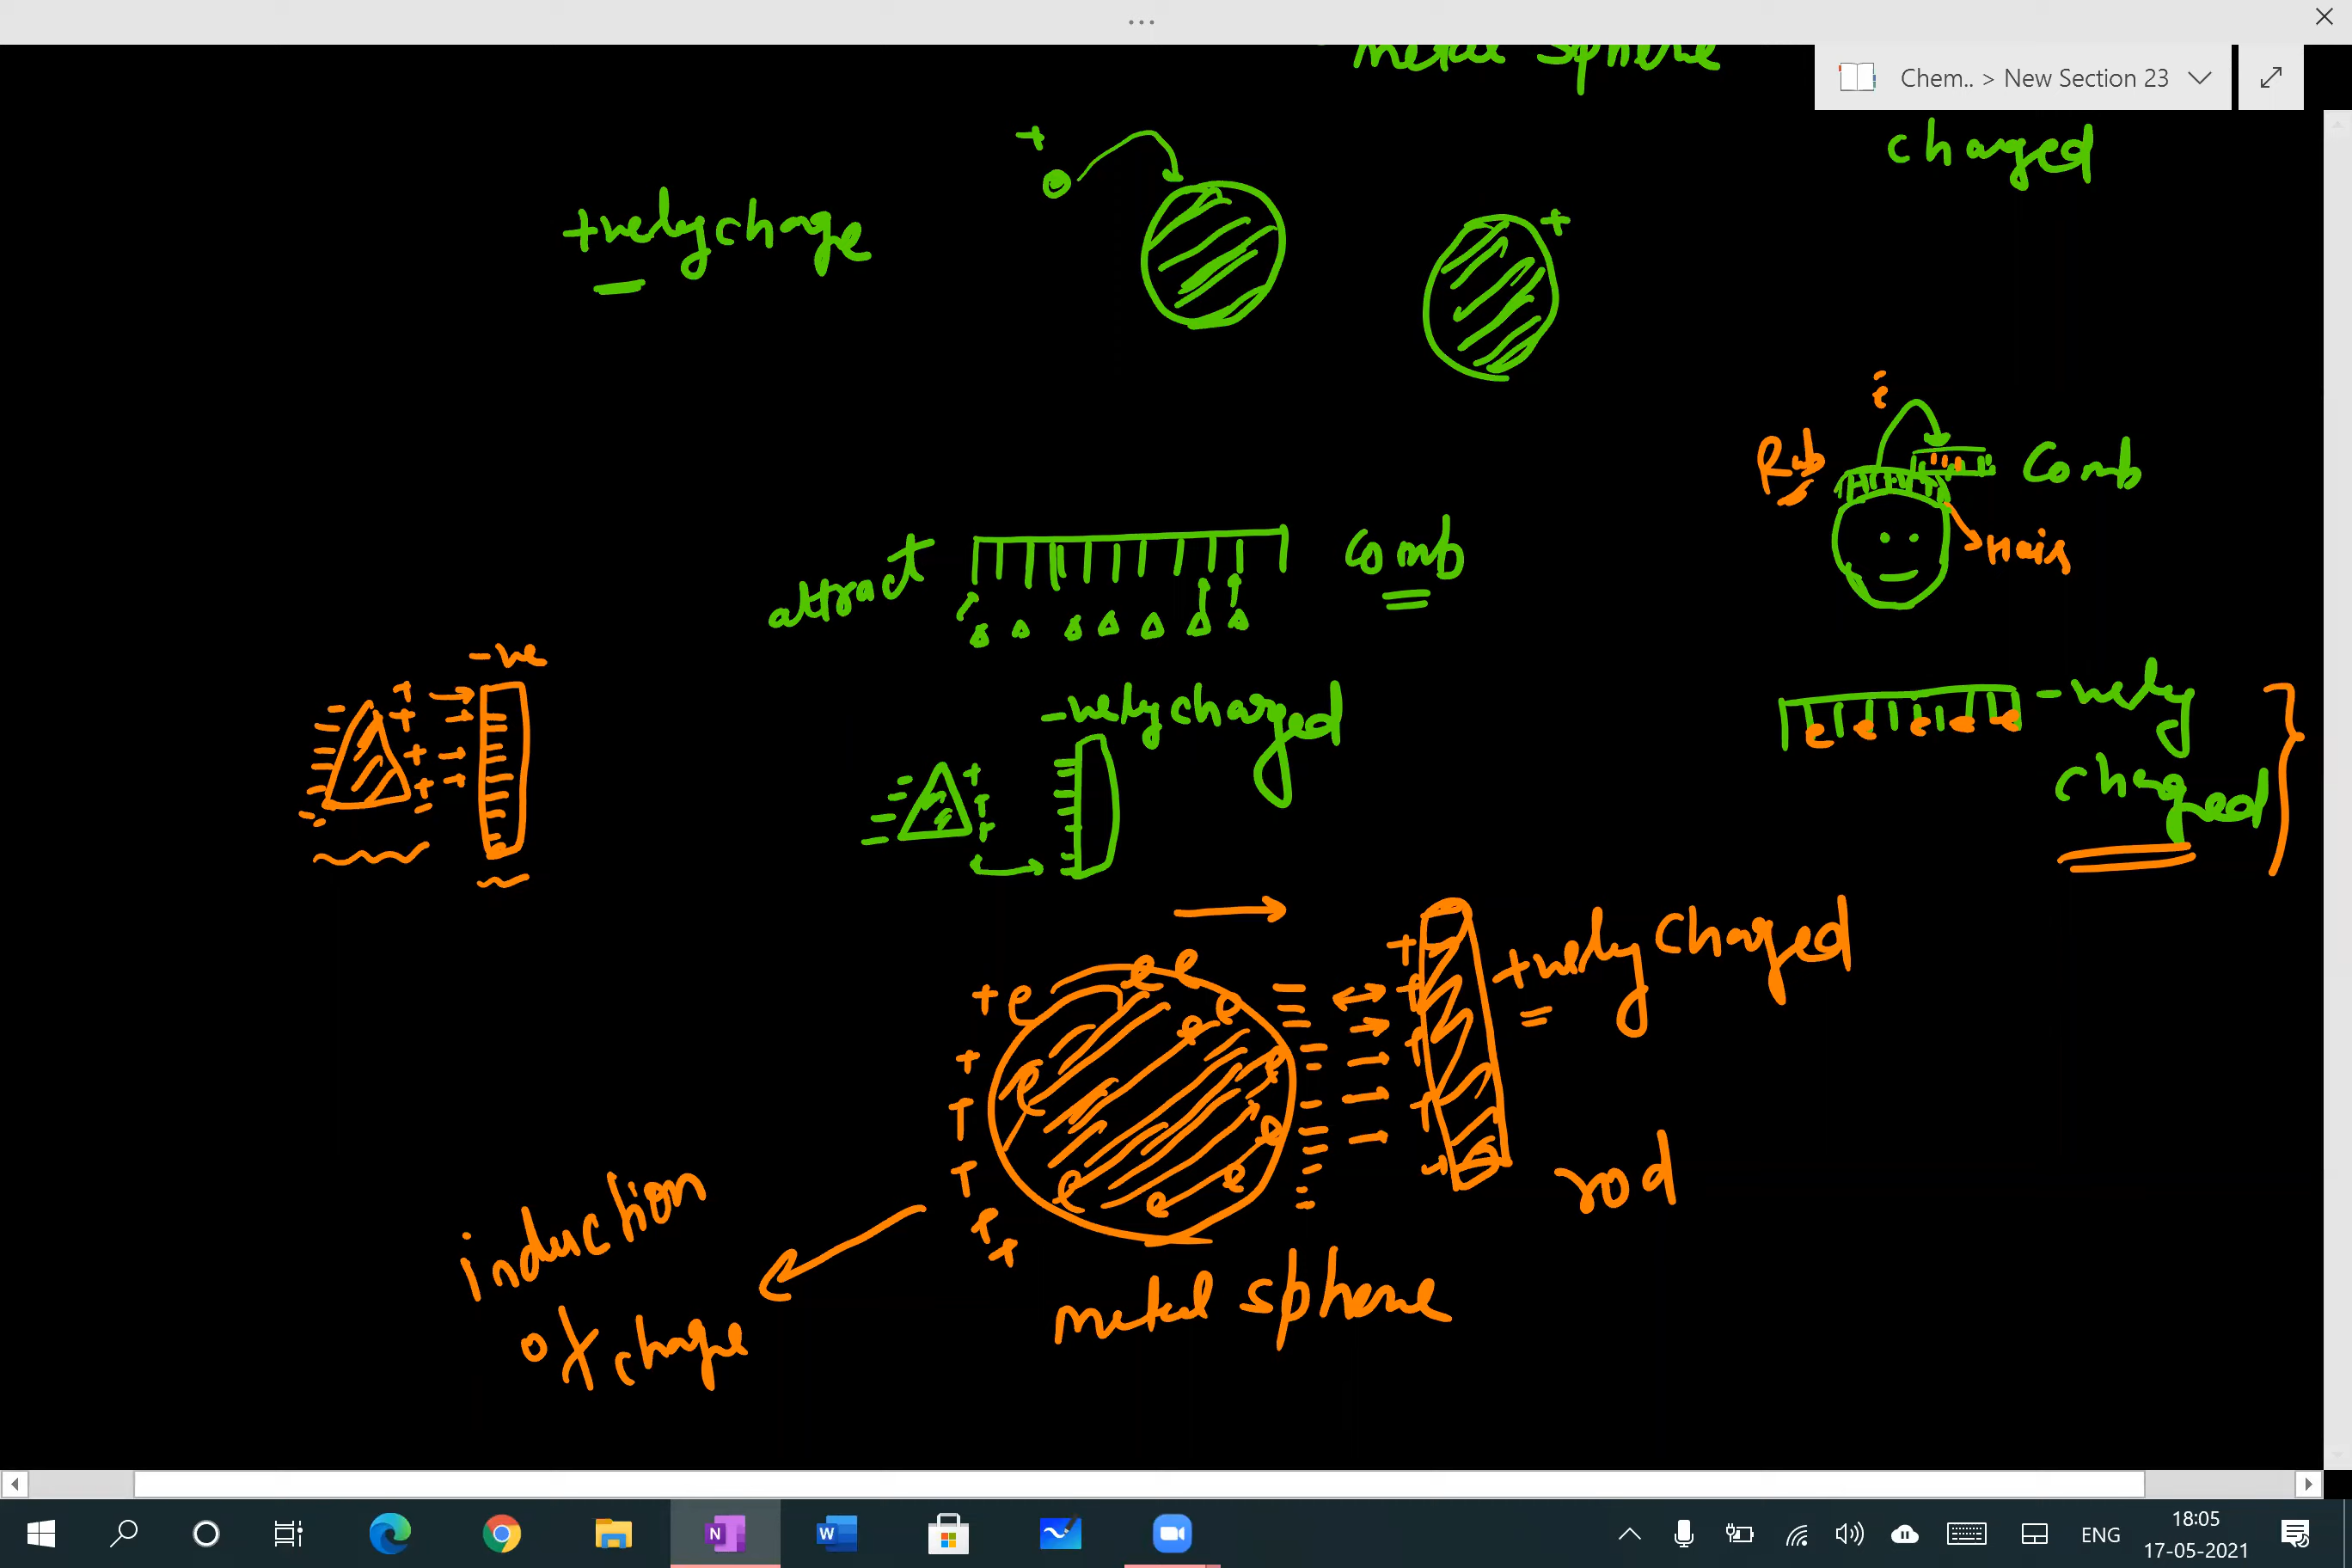 metal sphere
Chem.. > New Section 23
charged
+
+vely charge
+
e
Rub
Comb
attract
Comb
Hair
-ve
-vely charged
-vely
charged
e e e e e
+vely charged
rod
induction
of charge
metal sphere
ENG
18:05
17-05-2021